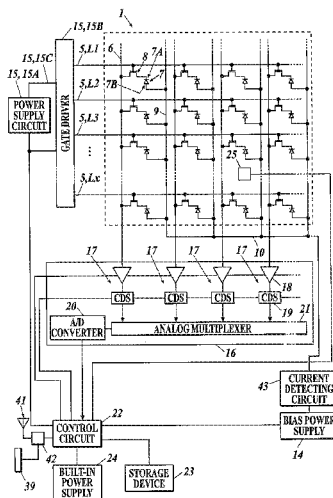 1
15, 15B
15, 15C
15, 15A
POWER SUPPLY CIRCUIT
GATE DRIVER
5, L1
5, L2
5, L3
5, Lx
6
8
7A
7
7B
9
25
10
17
17
17
17
18
CDS
CDS
CDS
CDS
19
20
A/D CONVERTER
ANALOG MULTIPLEXER
21
16
41
42
39
CONTROL CIRCUIT
22
BUILT-IN POWER SUPPLY
24
STORAGE DEVICE
23
CURRENT DETECTING CIRCUIT
43
BIAS POWER SUPPLY
14